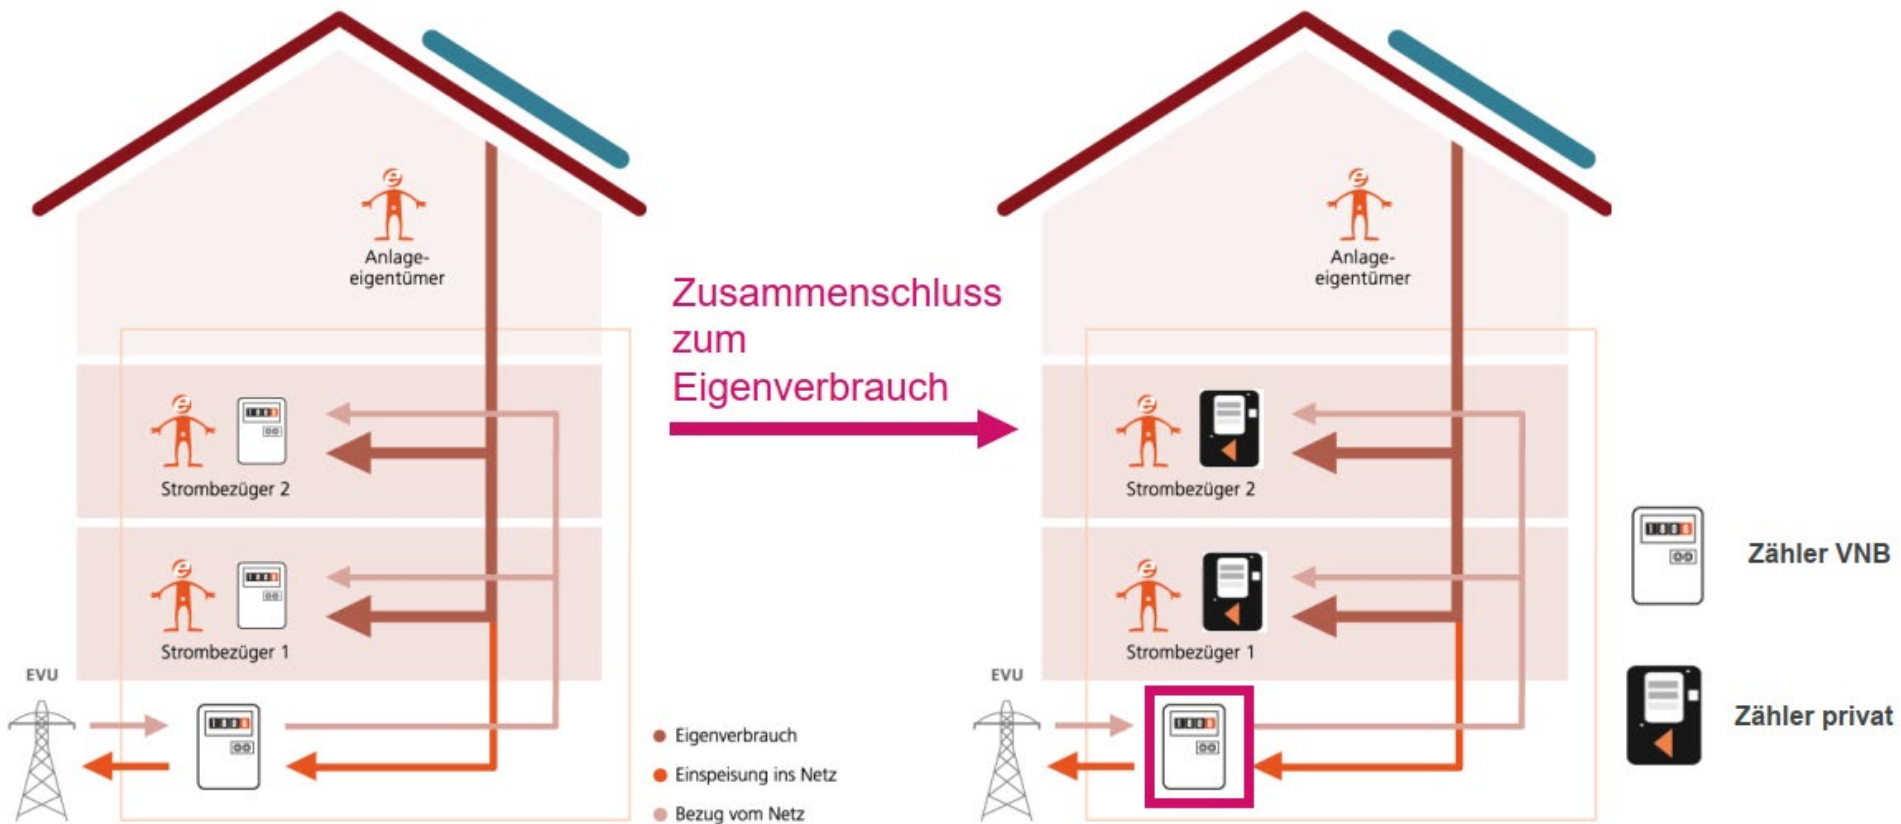 Anlage-
eigentümer
Strombezüger 2
Strombezüger 1
EVU
Eigenverbrauch
Einspeisung ins Netz
Bezug vom Netz
Zusammenschluss
zum
Eigenverbrauch
Anlage-
eigentümer
Strombezüger 2
Strombezüger 1
EVU
Zähler VNB
Zähler privat